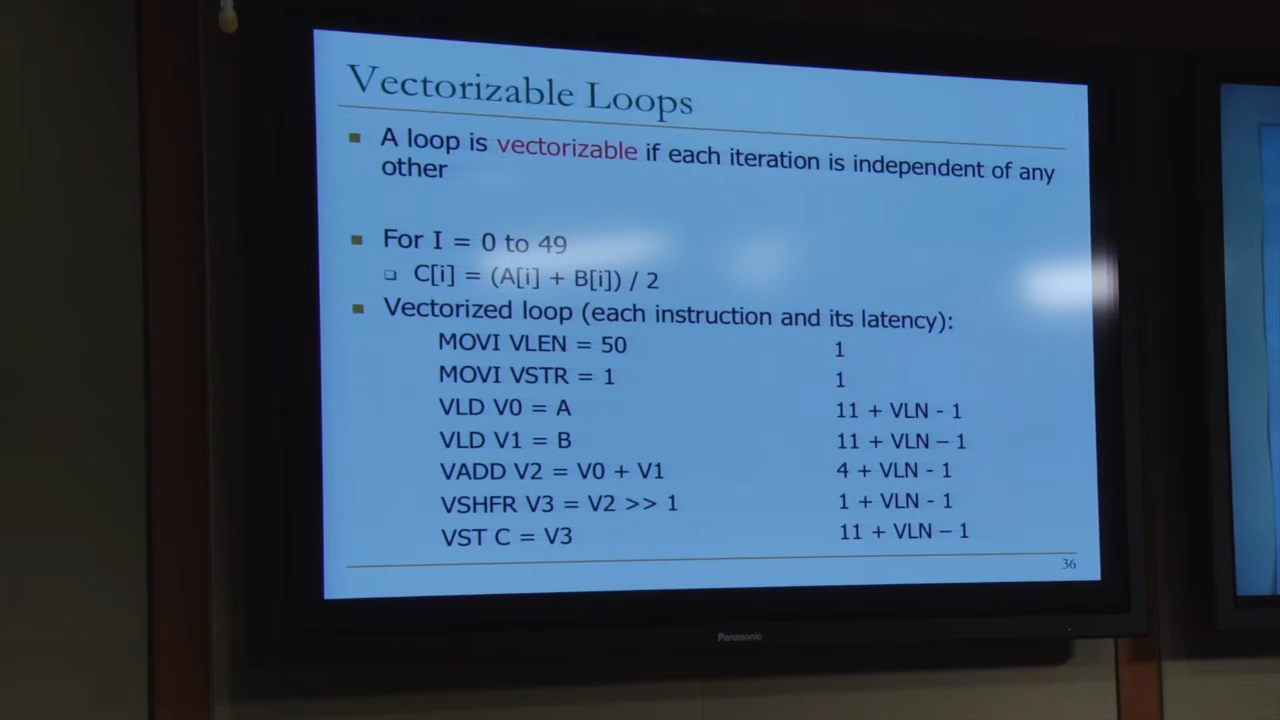 Vectorizable Loops
A loop is vectorizable if each iteration is independent of any
other
For I = 0 to 49
C[i] = (A[i] + B[i]) / 2
Vectorized loop (each instruction and its latency):
MOVI VLEN = 50 1
MOVI VSTR = 1 1
VLD V0 = A 11 + VLN - 1
VLD V1 = B 11 + VLN – 1
VADD V2 = V0 + V1 4 + VLN - 1
VSHFR V3 = V2 >> 1 1 + VLN - 1
VST C = V3 11 + VLN – 1
36
Panasonic